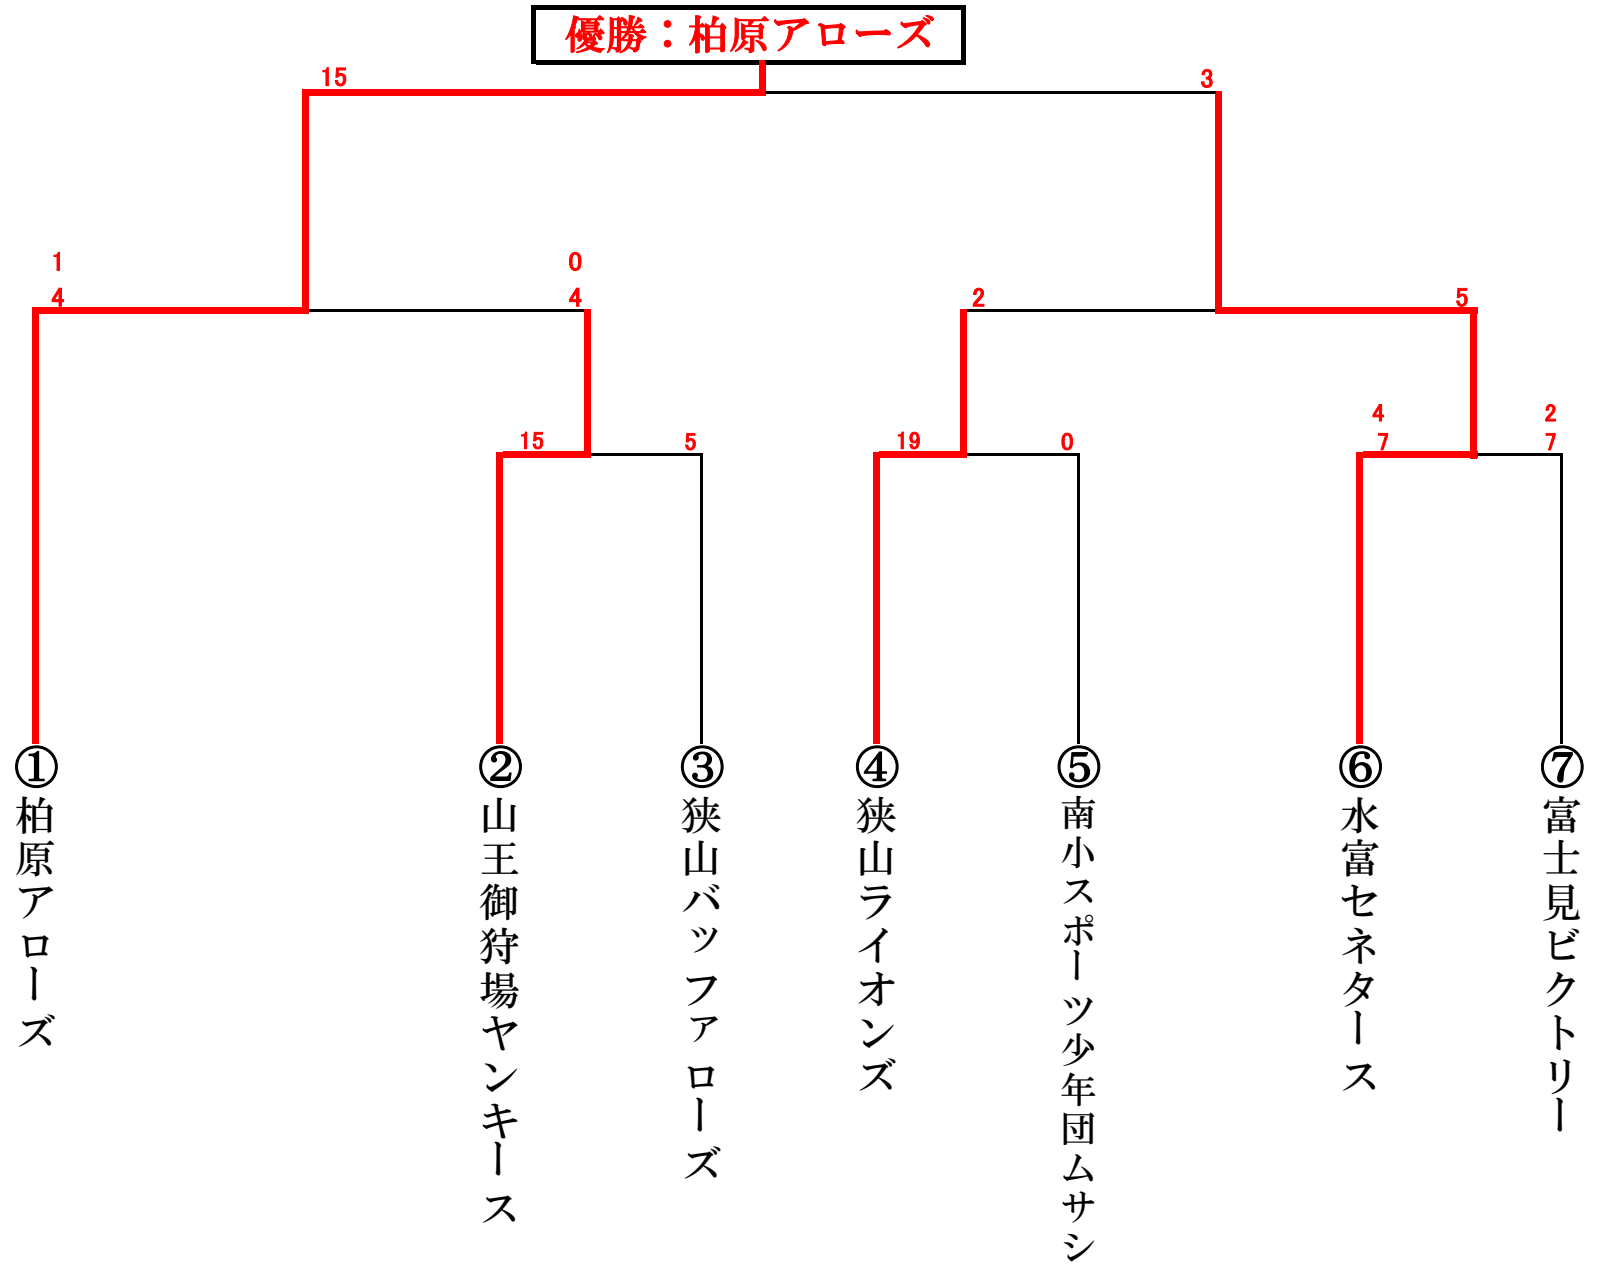 優勝：柏原アローズ
15
3
1
0
4
4
2
5
4
2
15
5
19
0
7
7
①柏原アローズ
②山王御狩場ヤンキース
③狭山バッファローズ
④狭山ライオンズ
⑤南小スポーツ少年団ムサシ
⑥水富セネタース
⑦富士見ビクトリー